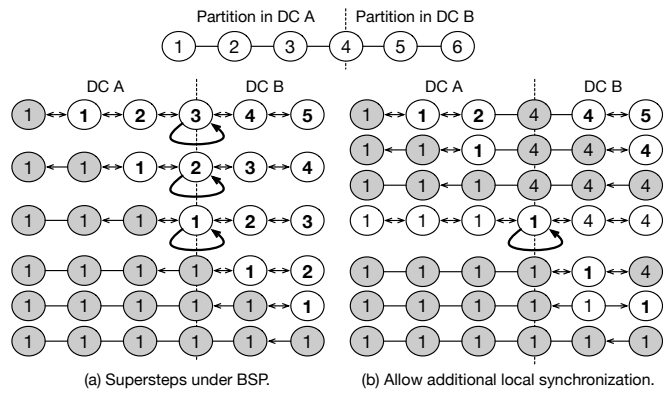 Partition in DC A Partition in DC B
1 2 3 4 5 6
DC A DC B
1 1 2 3 4 5
1 1 1 2 3 4
1 1 1 1 2 3
1 1 1 1 1 2
1 1 1 1 1 1
1 1 1 1 1 1
(a) Supersteps under BSP.
DC A DC B
1 1 2 4 4 5
1 1 1 4 4 4
1 1 1 4 4 4
1 1 1 1 4 4
1 1 1 1 1 4
1 1 1 1 1 1
1 1 1 1 1 1
(b) Allow additional local synchronization.